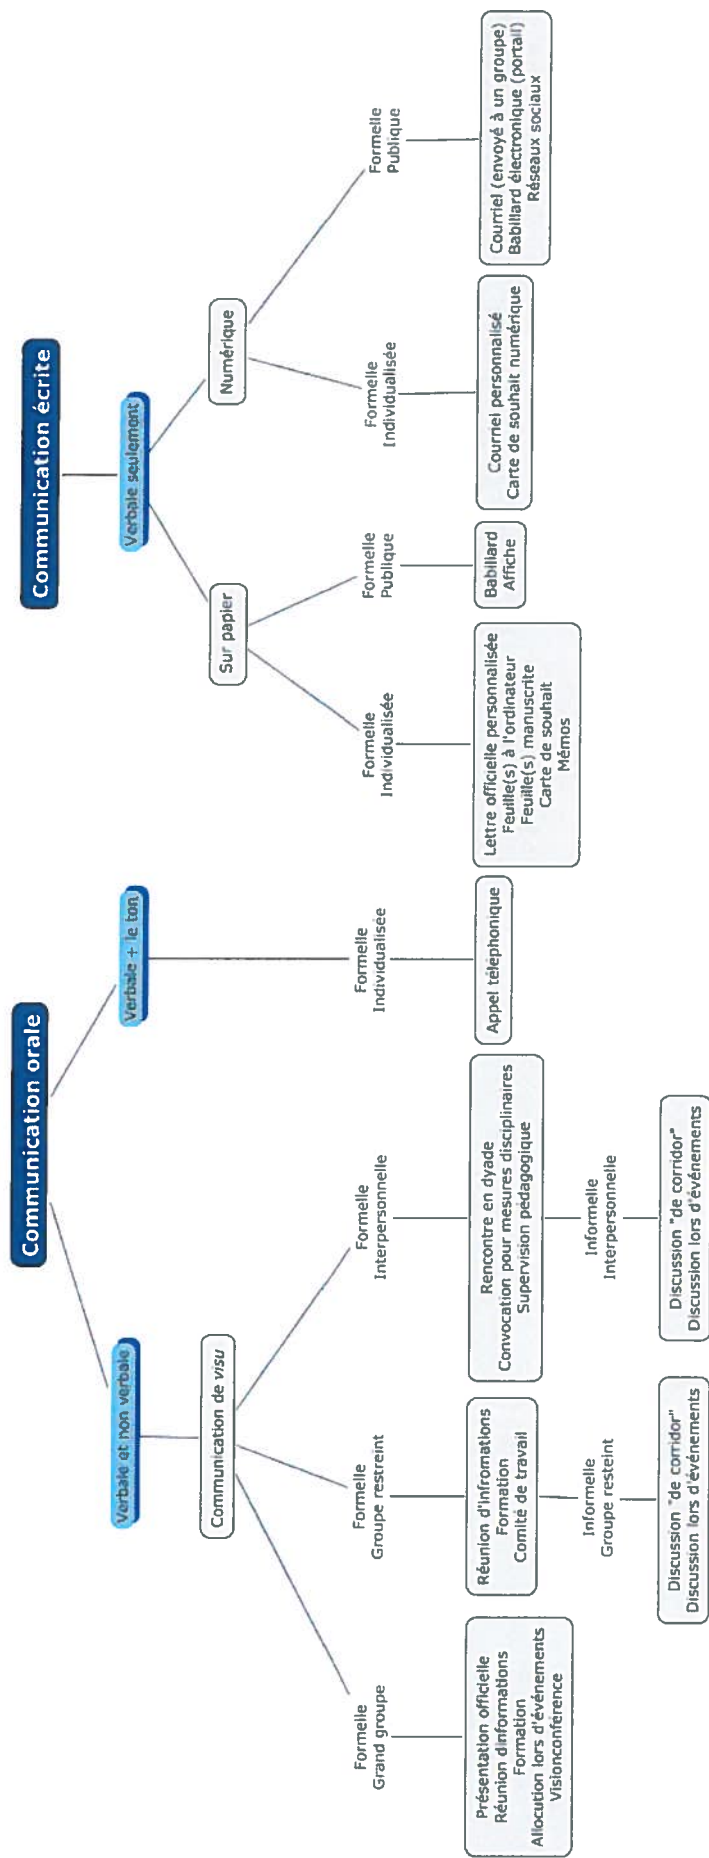 Communication orale
Verbale et non verbale
Communication de visu
Formelle
Grand groupe
Présentation officielle
Réunion d'informations
Formation
Allocution lors d'événements
Visionconférence
Formelle
Groupe restreint
Réunion d'infromations
Formation
Comité de travail
Informelle
Groupe resteint
Discussion "de corridor"
Discussion lors d'événements
Formelle
Interpersonnelle
Rencontre en dyade
Convocation pour mesures disciplinaires
Supervision pédagogique
Informelle
Interpersonnelle
Discussion "de corridor"
Discussion lors d'événements
Verbale + le ton
Formelle
Individualisée
Appel téléphonique
Communication écrite
Verbale seulement
Sur papier
Formelle
Individualisée
Lettre officielle personnalisée
Feuille(s) à l'ordinateur
Feuille(s) manuscrite
Carte de souhait
Mémos
Formelle
Publique
Babillard
Affiche
Numérique
Formelle
Individualisée
Courriel personnalisé
Carte de souhait numérique
Formelle
Publique
Courriel (envoyé à un groupe)
Babillard électronique (portail)
Réseaux sociaux